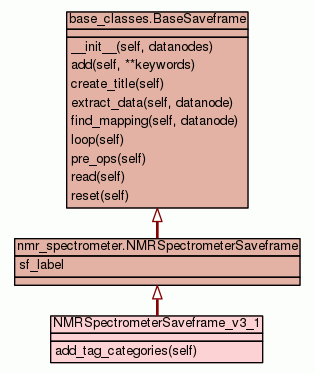 base_classes.BaseSaveframe
__init__(self, datanodes)
add(self, **keywords)
create_title(self)
extract_data(self, datanode)
find_mapping(self, datanode)
loop(self)
pre_ops(self)
read(self)
reset(self)
nmr_spectrometer.NMRSpectrometerSaveframe
sf_label
NMRSpectrometerSaveframe_v3_1
add_tag_categories(self)